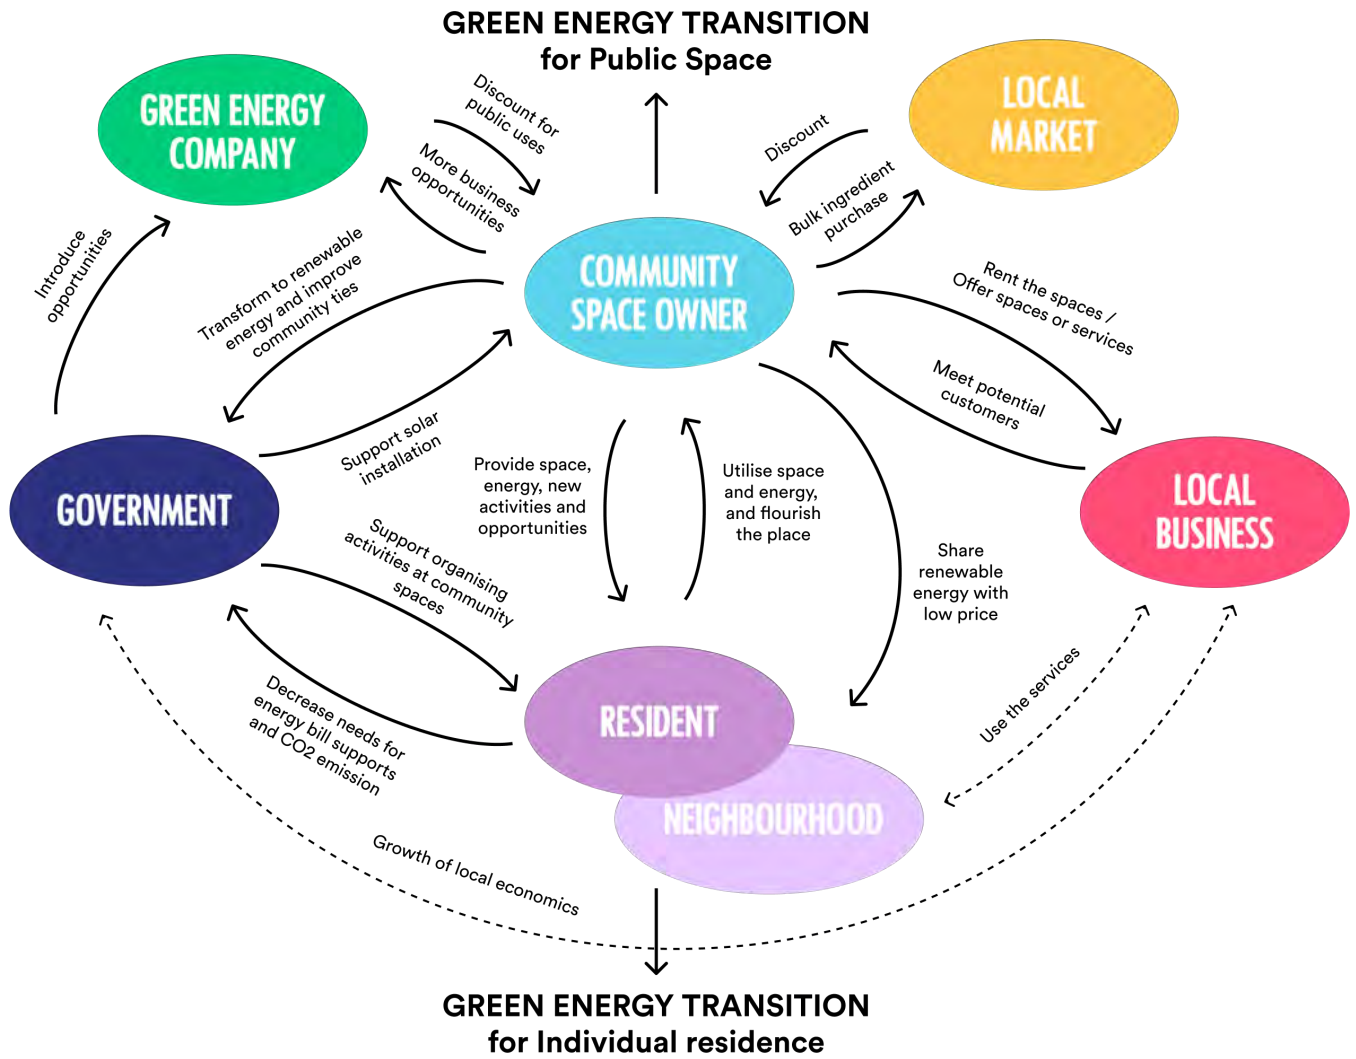 GREEN ENERGY TRANSITION
for Public Space
GREEN ENERGY
COMPANY
Discount for
public uses
More business
opportunities
LOCAL
MARKET
Discount
Bulk ingredient
purchase
Introduce
opportunities
Transform to renewable
energy and improve
community ties
COMMUNITY
SPACE OWNER
Rent the spaces /
Offer spaces or services
Meet potential
customers
Support solar
installation
GOVERNMENT
Provide space,
energy, new
activities and
opportunities
Utilise space
and energy,
and flourish
the place
LOCAL
BUSINESS
Support organising
activities at community
spaces
Share
renewable
energy with
low price
Decrease needs for
energy bill supports
and CO2 emission
RESIDENT
Use the services
NEIGHBOURHOOD
Growth of local economics
GREEN ENERGY TRANSITION
for Individual residence